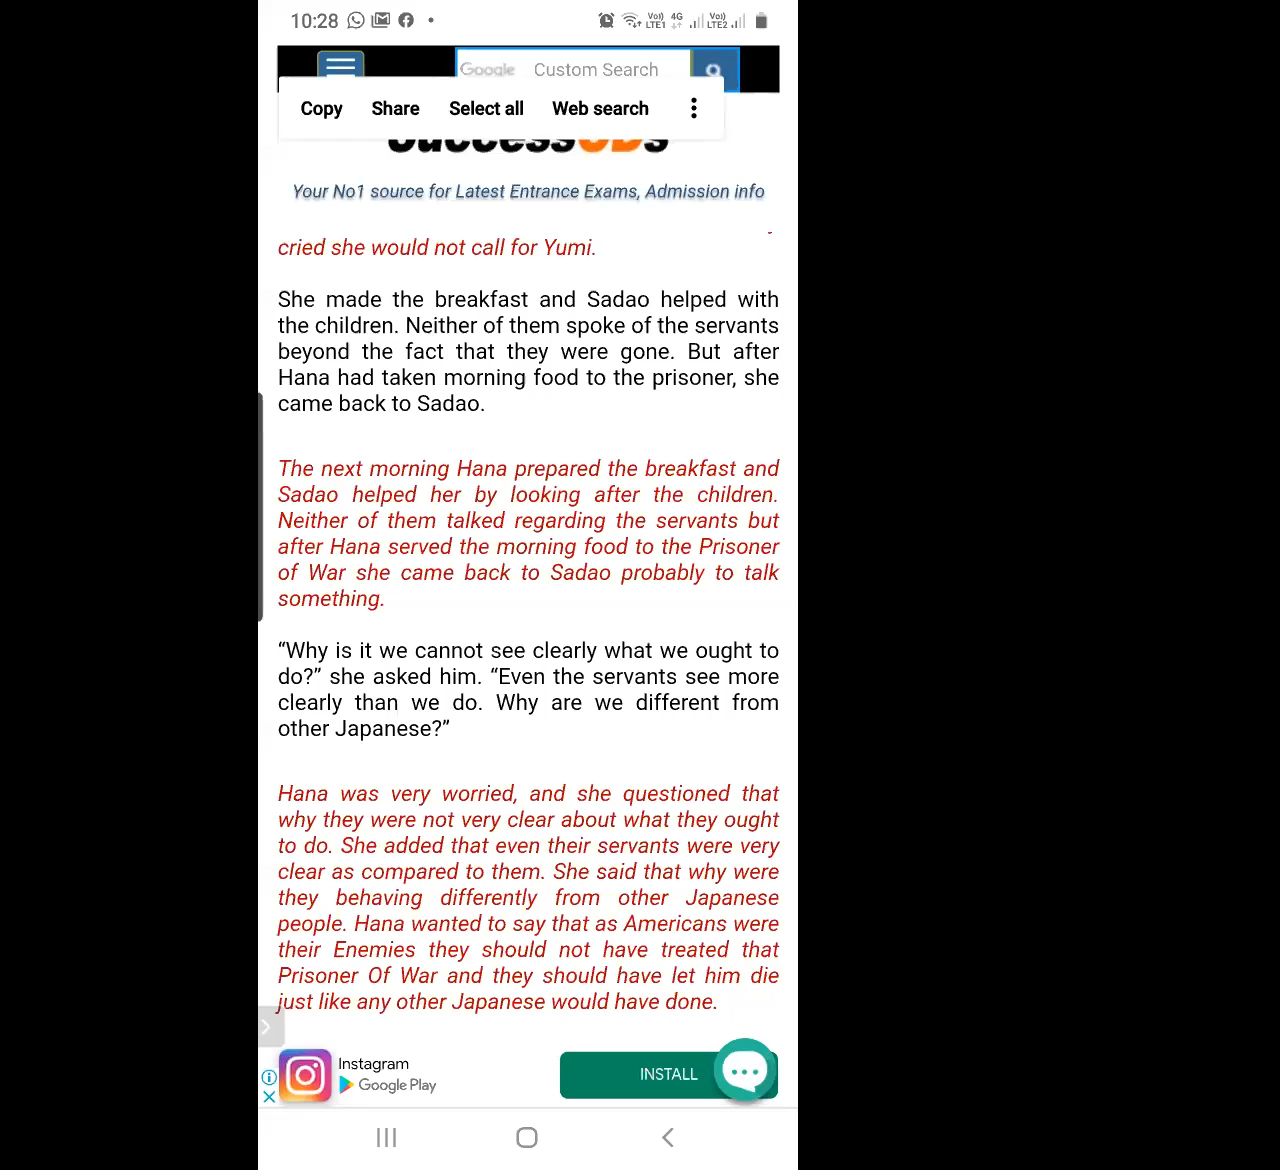 10:28
Vo)) LTE1 4G Vo)) LTE2
Google Custom Search
Copy Share Select all Web search
SuccessCDs
Your No1 source for Latest Entrance Exams, Admission info
cried she would not call for Yumi.
She made the breakfast and Sadao helped with
the children. Neither of them spoke of the servants
beyond the fact that they were gone. But after
Hana had taken morning food to the prisoner, she
came back to Sadao.
The next morning Hana prepared the breakfast and
Sadao helped her by looking after the children.
Neither of them talked regarding the servants but
after Hana served the morning food to the Prisoner
of War she came back to Sadao probably to talk
something.
“Why is it we cannot see clearly what we ought to
do?” she asked him. “Even the servants see more
clearly than we do. Why are we different from
other Japanese?”
Hana was very worried, and she questioned that
why they were not very clear about what they ought
to do. She added that even their servants were very
clear as compared to them. She said that why were
they behaving differently from other Japanese
people. Hana wanted to say that as Americans were
their Enemies they should not have treated that
Prisoner Of War and they should have let him die
just like any other Japanese would have done.
Instagram
Google Play
INSTALL